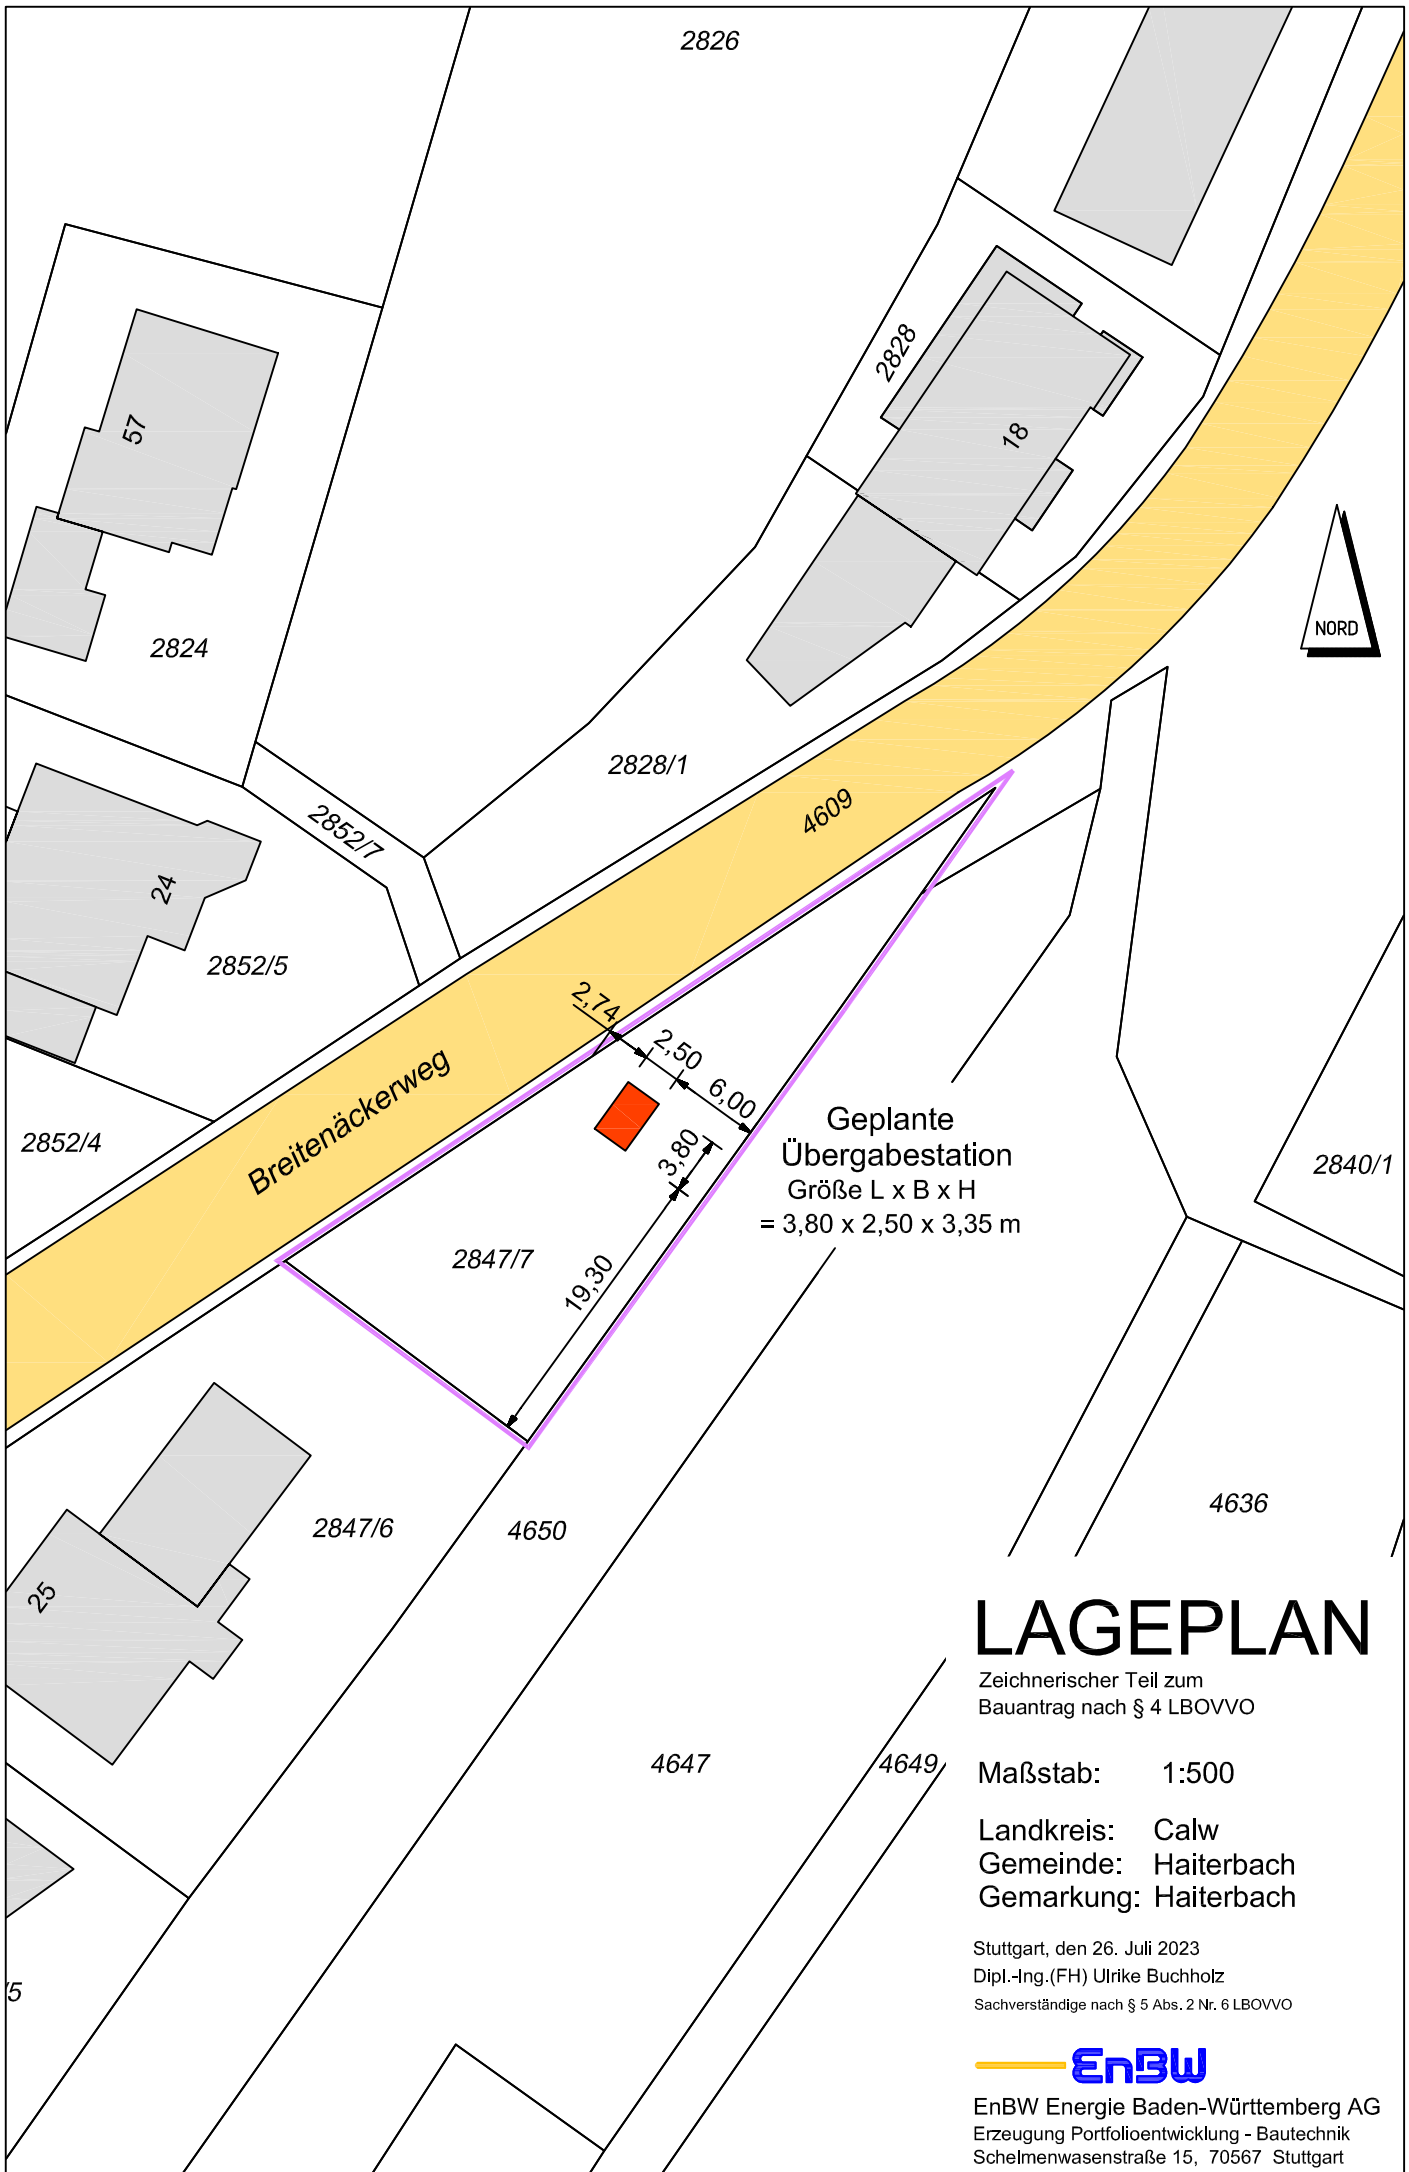 2826
2828
57
18
NORD
2824
2828/1
4609
2852/7
24
2852/5
2,74
2,50
6,00
Breitenäckerweg
Geplante
Übergabestation
Größe L x B x H
= 3,80 x 2,50 x 3,35 m
2852/4
3,80
2840/1
2847/7
19,30
4636
2847/6
4650
25
LAGEPLAN
Zeichnerischer Teil zum
Bauantrag nach § 4 LBOVVO
4647
4649
Maßstab: 1:500
Landkreis: Calw
Gemeinde: Haiterbach
Gemarkung: Haiterbach
Stuttgart, den 26. Juli 2023
Dipl.-Ing.(FH) Ulrike Buchholz
/5
Sachverständige nach § 5 Abs. 2 Nr. 6 LBOVVO
EnBW
EnBW Energie Baden-Württemberg AG
Erzeugung Portfolioentwicklung - Bautechnik
Schelmenwasenstraße 15, 70567 Stuttgart